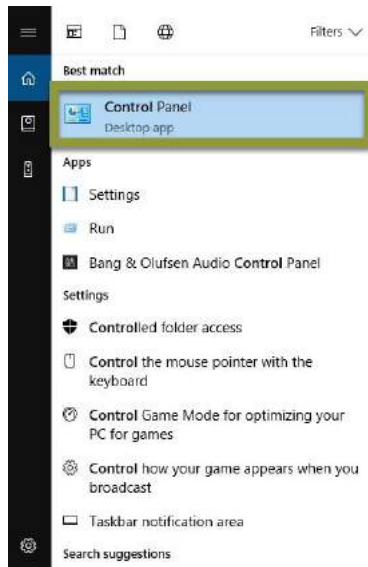 Filters
Best match
Control Panel
Desktop app
Apps
Settings
Run
Bang & Olufsen Audio Control Panel
Settings
Controlled folder access
Control the mouse pointer with the
keyboard
Control Game Mode for optimizing your
PC for games
Control how your game appears when you
broadcast
Taskbar notification area
Search suggestions